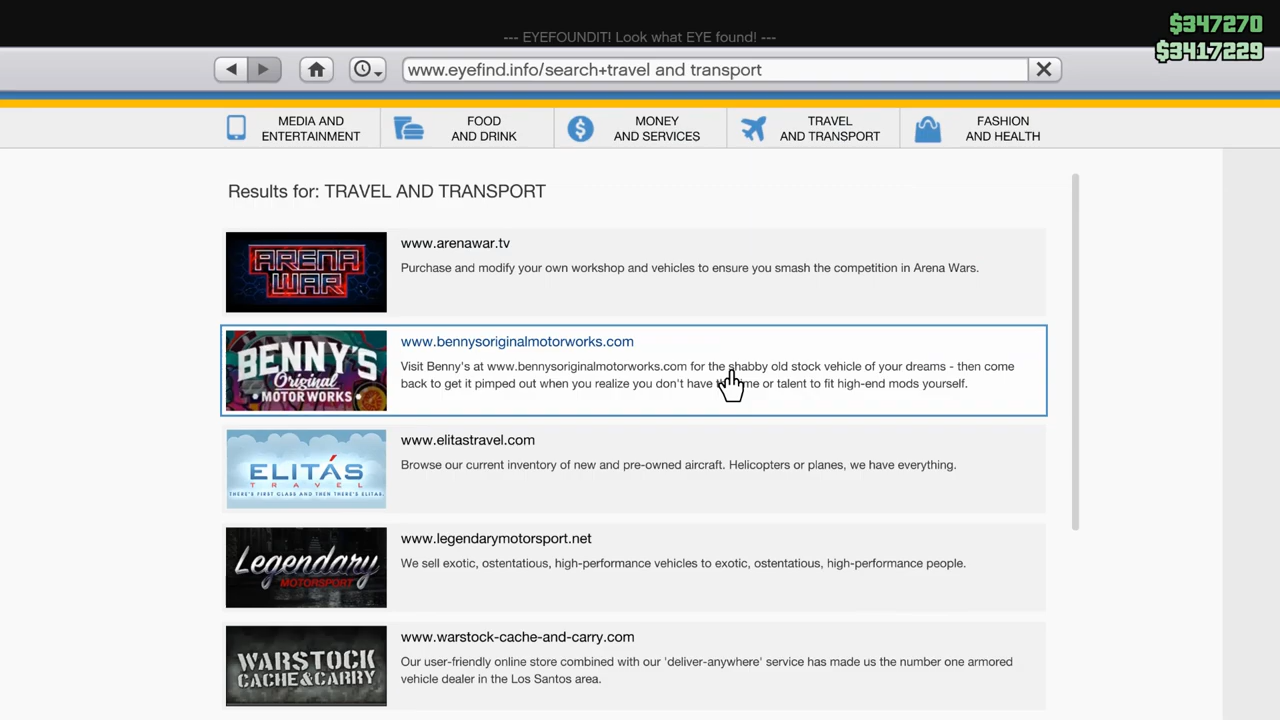 --- EYEFOUNDIT! Look what EYE found! ---
$347270
$3417229
www.eyefind.info/search+travel and transport
MEDIA AND
ENTERTAINMENT
FOOD
AND DRINK
MONEY
AND SERVICES
TRAVEL
AND TRANSPORT
FASHION
AND HEALTH
Results for: TRAVEL AND TRANSPORT
ARENA
WAR
www.arenawar.tv
Purchase and modify your own workshop and vehicles to ensure you smash the competition in Arena Wars.
BENNY'S
Original
MOTOR WORKS
www.bennysoriginalmotorworks.com
Visit Benny's at www.bennysoriginalmotorworks.com for the shabby old stock vehicle of your dreams - then come
back to get it pimped out when you realize you don't have me or talent to fit high-end mods yourself.
ELITÁS
TRAVEL
THERE'S FIRST CLASS AND THEN THERE'S ELITAS.
www.elitastravel.com
Browse our current inventory of new and pre-owned aircraft. Helicopters or planes, we have everything.
Legendary
MOTORSPORT
www.legendarymotorsport.net
We sell exotic, ostentatious, high-performance vehicles to exotic, ostentatious, high-performance people.
WARSTOCK
CACHE & CARRY
www.warstock-cache-and-carry.com
Our user-friendly online store combined with our 'deliver-anywhere' service has made us the number one armored
vehicle dealer in the Los Santos area.